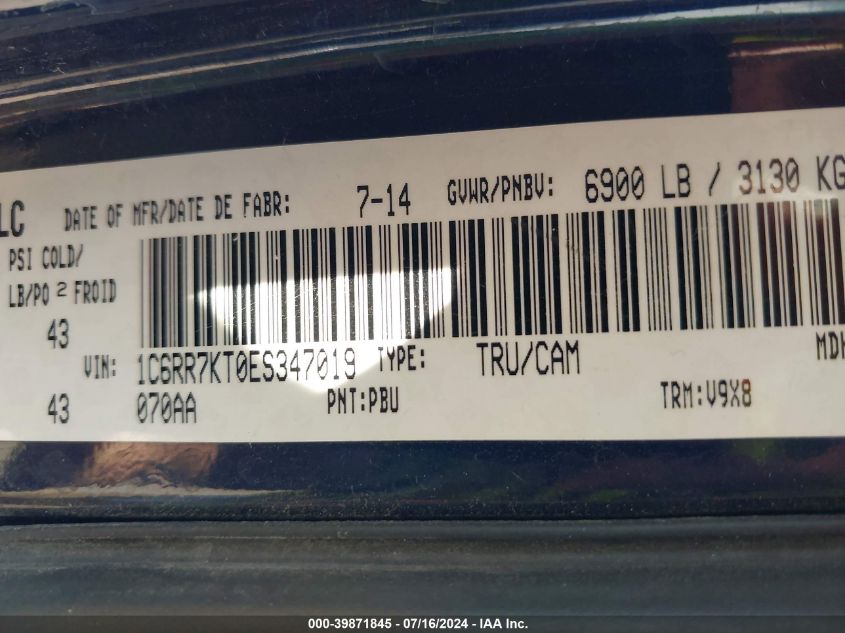 LC DATE OF MFR/DATE DE FABR: 7-14 GVWR/PNBV: 6900 LB / 3130 KG
PSI COLD/
LB/PO 2 FROID
43
VIN: 1C6RR7KT0ES347019 TYPE: TRU/CAM MDH
43 070AA PNT:PBU TRM:V9X8
000-39871845 - 07/16/2024 - IAA Inc.